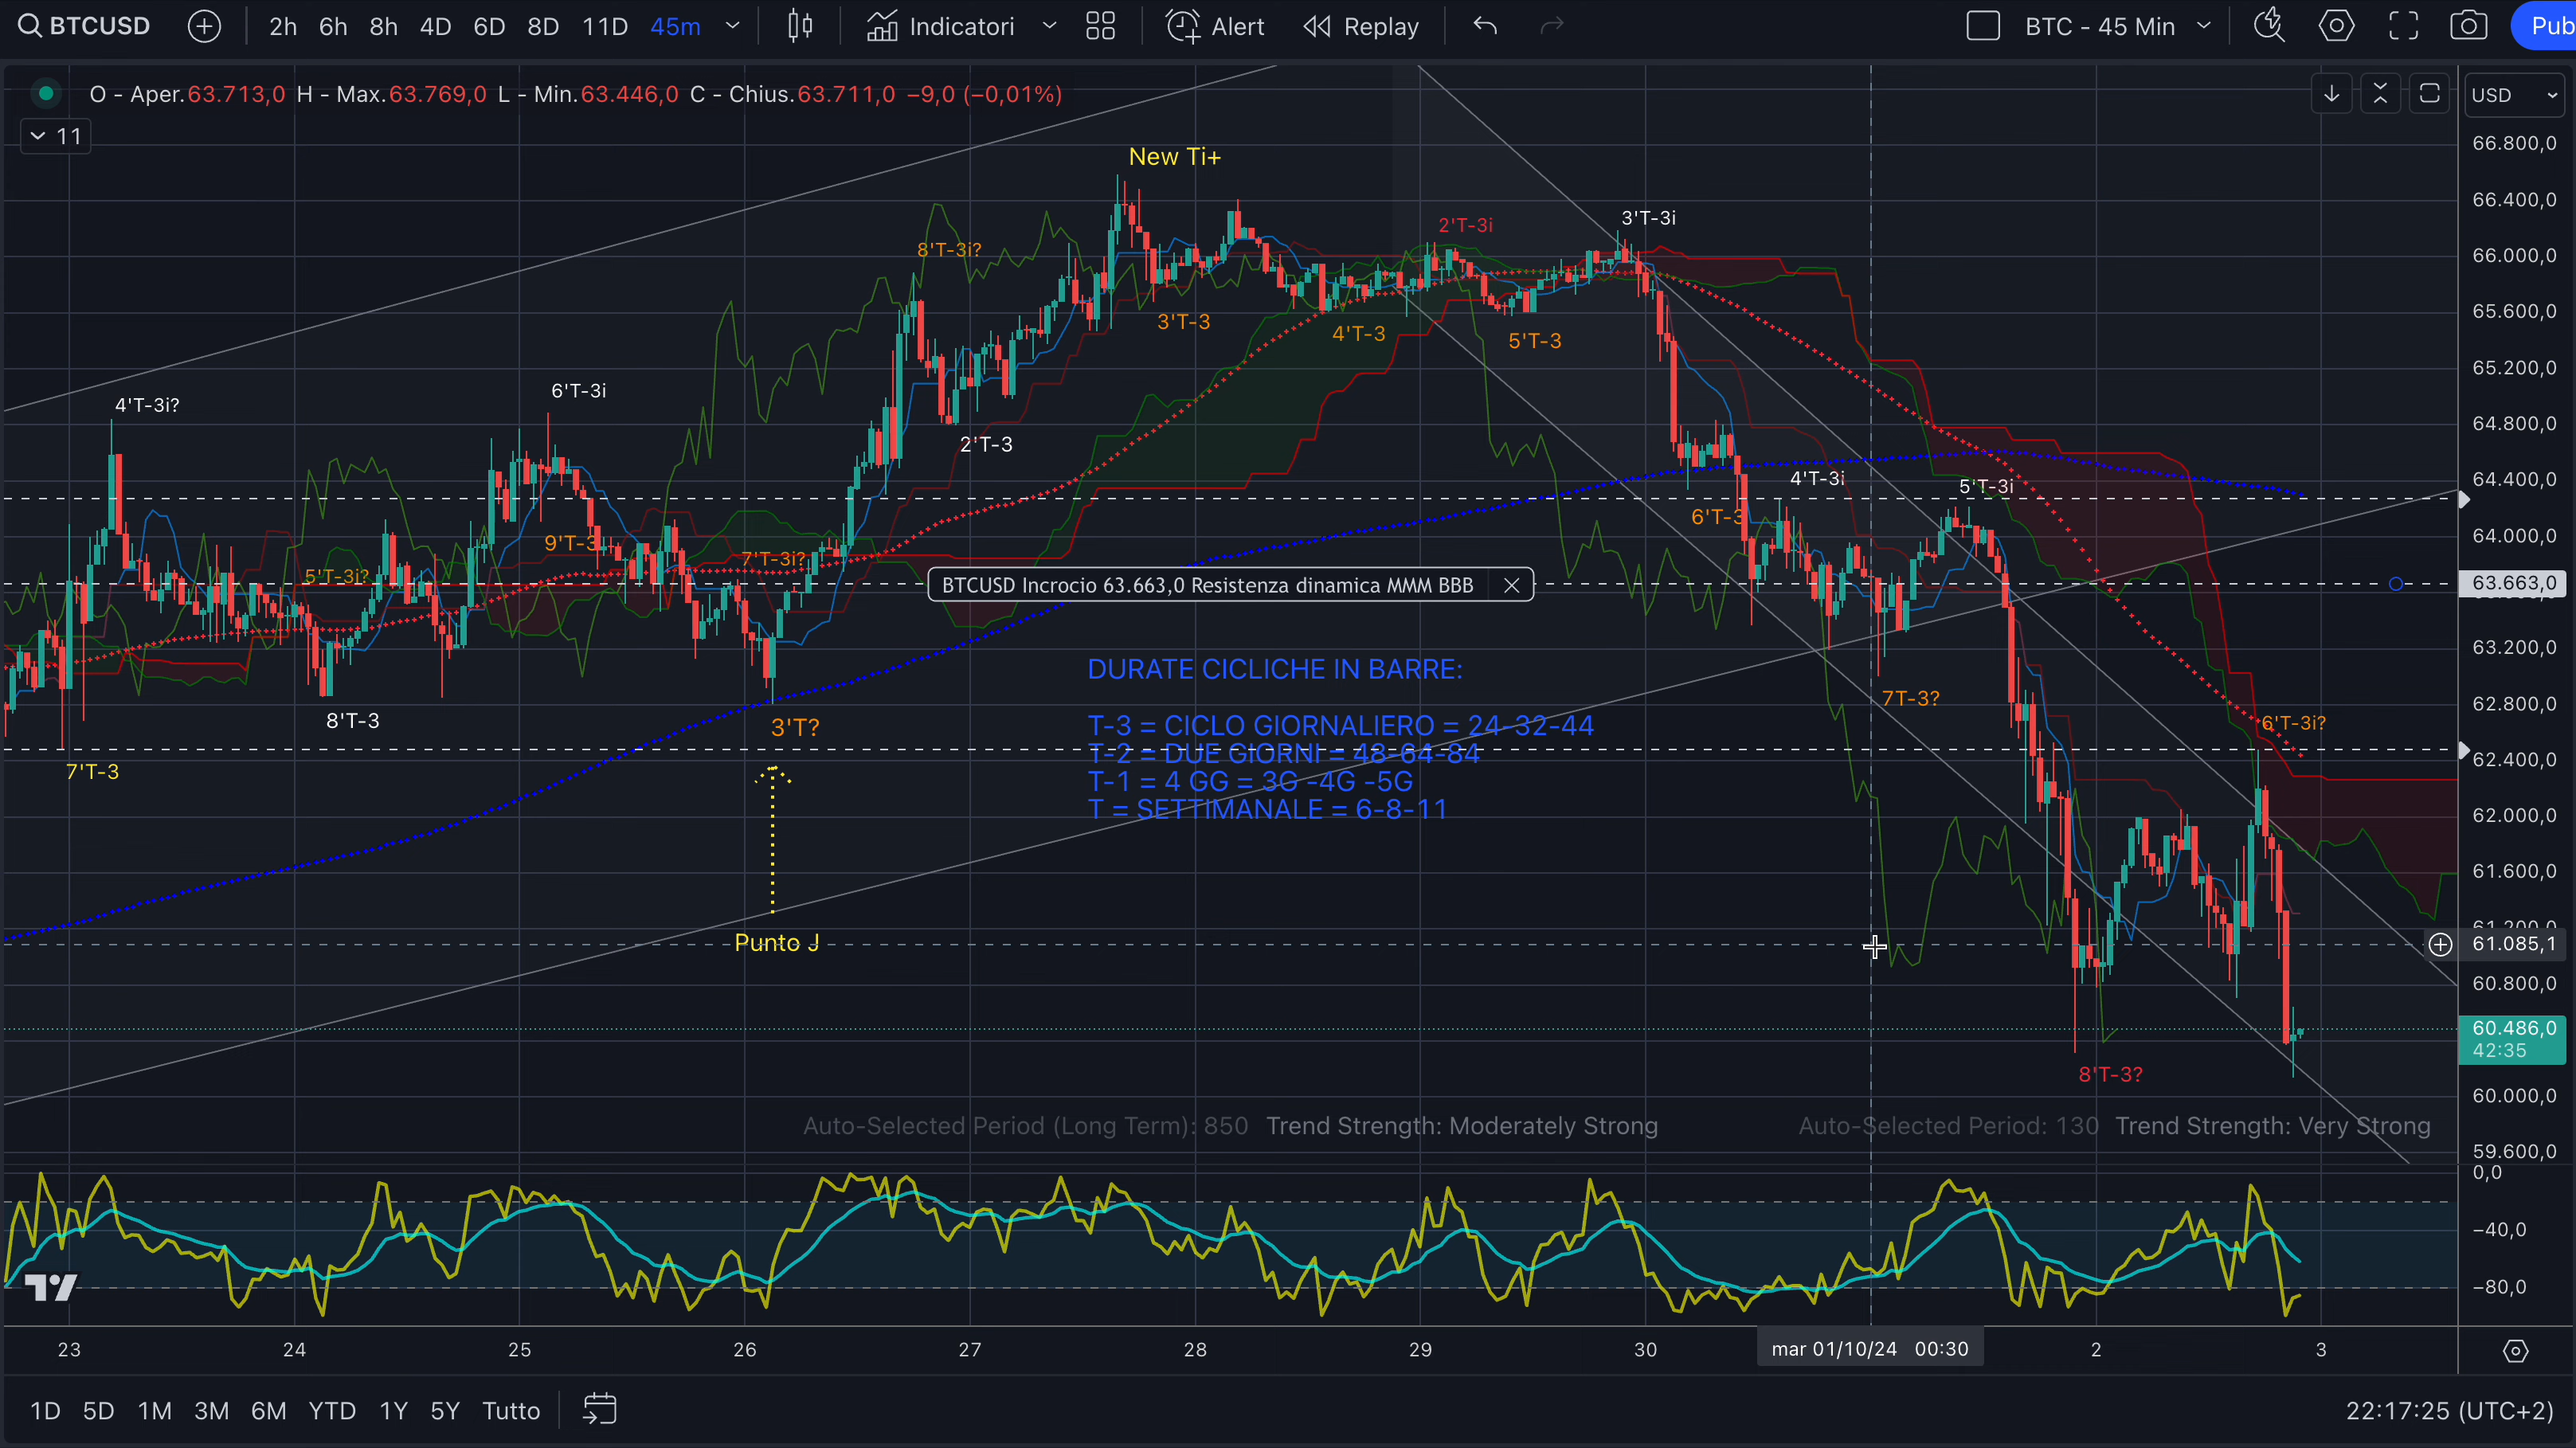 BTCUSD 2h 6h 8h 4D 6D 8D 11D 45m Indicatori Alert Replay BTC - 45 Min Pub
O - Aper.63.713,0 H - Max.63.769,0 L - Min.63.446,0 C - Chius.63.711,0 −9,0 (−0,01%)
USD
11
66.800,0
New Ti+
66.400,0
3'T-3i
2'T-3i
8'T-3i?
66.000,0
65.600,0
3'T-3
4'T-3
5'T-3
65.200,0
6'T-3i
4'T-3i?
64.800,0
2'T-3
64.400,0
4'T-3i
5'T-3i
6'T-3
64.000,0
9'T-3
7'T-3i?
5'T-3i?
BTCUSD Incrocio 63.663,0 Resistenza dinamica MMM BBB
63.663,0
63.200,0
DURATE CICLICHE IN BARRE:
62.800,0
7T-3?
8'T-3
3'T?
6'T-3i?
T-3 = CICLO GIORNALIERO = 24-32-44
T-2 = DUE GIORNI = 48-64-84
T-1 = 4 GG = 3G -4G -5G
T = SETTIMANALE = 6-8-11
7'T-3
62.400,0
62.000,0
61.600,0
61.200,0
Punto J
61.085,1
60.800,0
60.486,0
42:35
8'T-3?
60.000,0
Auto-Selected Period (Long Term): 850 Trend Strength: Moderately Strong
Auto-Selected Period: 130 Trend Strength: Very Strong
59.600,0
0,0
−40,0
−80,0
23 24 25 26 27 28 29 30 mar 01/10/24 00:30 2 3
1D 5D 1M 3M 6M YTD 1Y 5Y Tutto
22:17:25 (UTC+2)